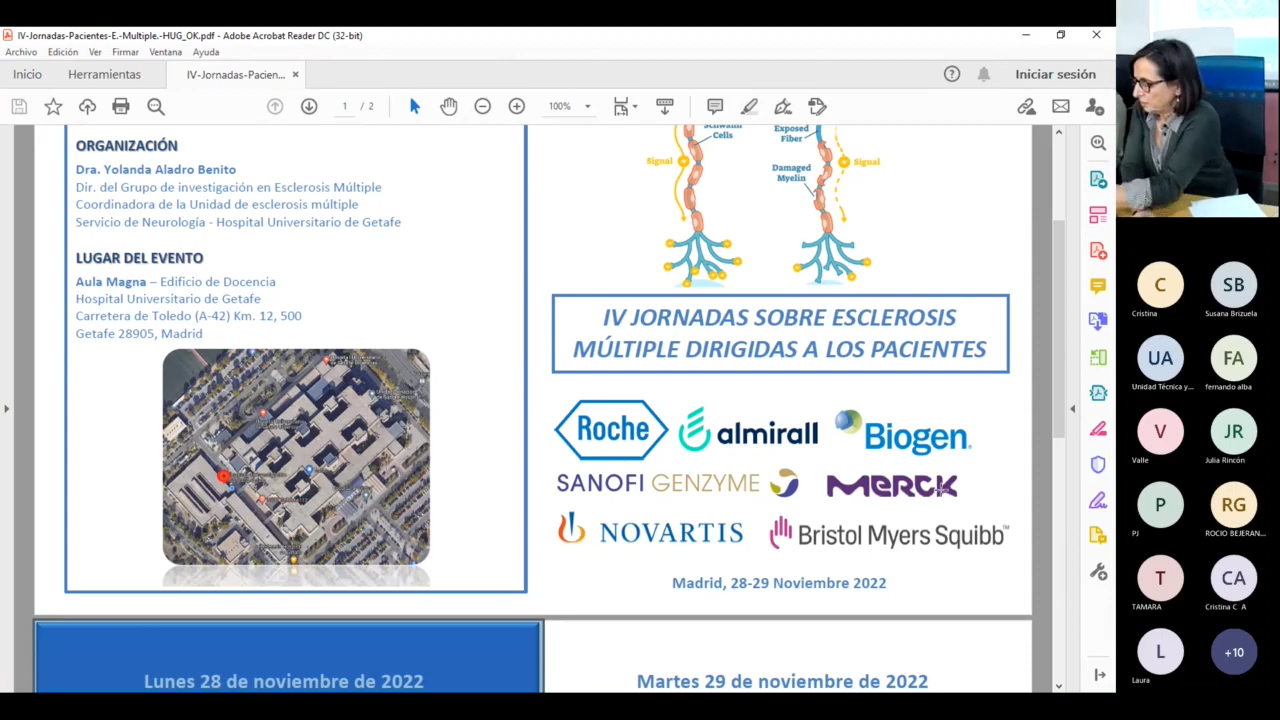 IV-Jornadas-Pacientes-E.-Multiple.-HUG_OK.pdf - Adobe Acrobat Reader DC (32-bit)
Archivo Edición Ver Firmar Ventana Ayuda
Inicio Herramientas IV-Jornadas-Pacien... × Iniciar sesión
1 / 2 100%
ORGANIZACIÓN
Dra. Yolanda Aladro Benito
Dir. del Grupo de investigación en Esclerosis Múltiple
Coordinadora de la Unidad de esclerosis múltiple
Servicio de Neurología - Hospital Universitario de Getafe
LUGAR DEL EVENTO
Aula Magna – Edificio de Docencia
Hospital Universitario de Getafe
Carretera de Toledo (A-42) Km. 12, 500
Getafe 28905, Madrid
Schwann
Cells
Signal
Exposed
Fiber
Damaged
Myelin
Signal
IV JORNADAS SOBRE ESCLEROSIS
MÚLTIPLE DIRIGIDAS A LOS PACIENTES
Roche almirall Biogen
SANOFI GENZYME MERCK
NOVARTIS Bristol Myers Squibb™
Madrid, 28-29 Noviembre 2022
Lunes 28 de noviembre de 2022
Martes 29 de noviembre de 2022
C SB
Cristina Susana Brizuela
UA FA
Unidad Técnica y... fernando alba
V JR
Valle Julia Rincón
P RG
PJ ROCIO BEJERAN...
T CA
TAMARA Cristina C A
L +10
Laura